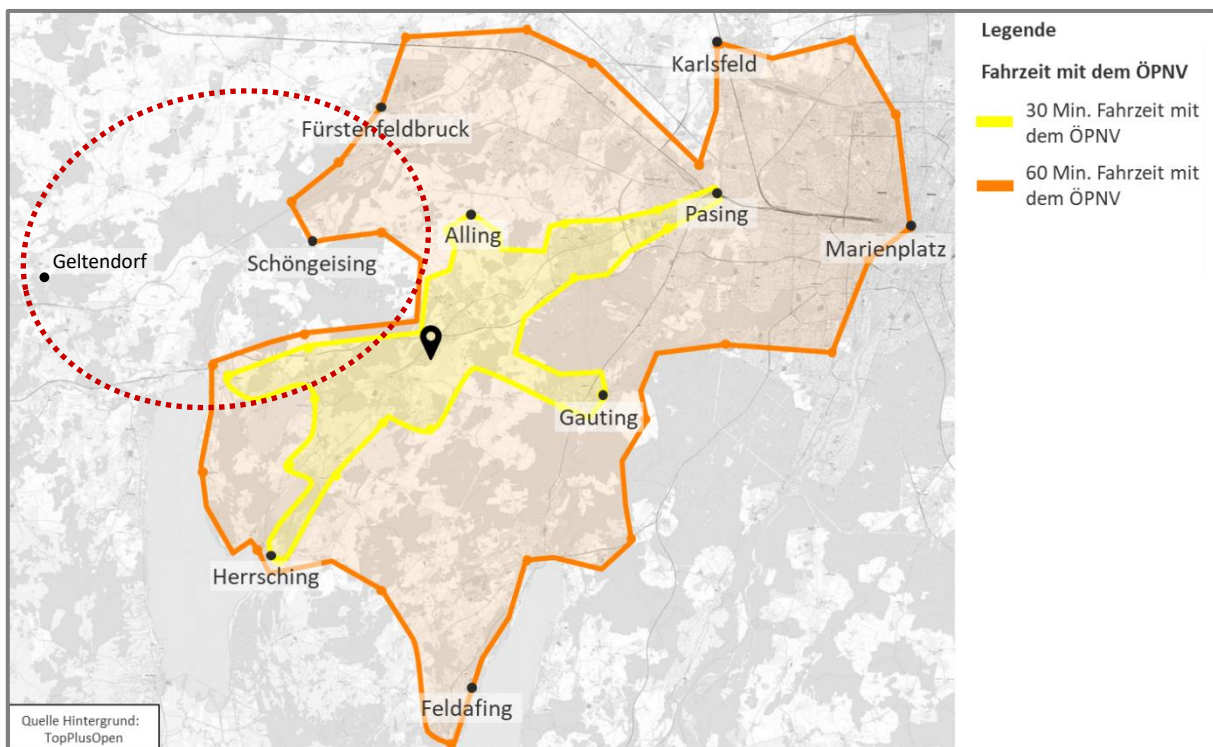 Legende
Fahrzeit mit dem ÖPNV
30 Min. Fahrzeit mit
dem ÖPNV
60 Min. Fahrzeit mit
dem ÖPNV
Karlsfeld
Fürstenfeldbruck
Pasing
Alling
Marienplatz
Schöngeising
Geltendorf
Gauting
Herrsching
Feldafing
Quelle Hintergrund:
TopPlusOpen